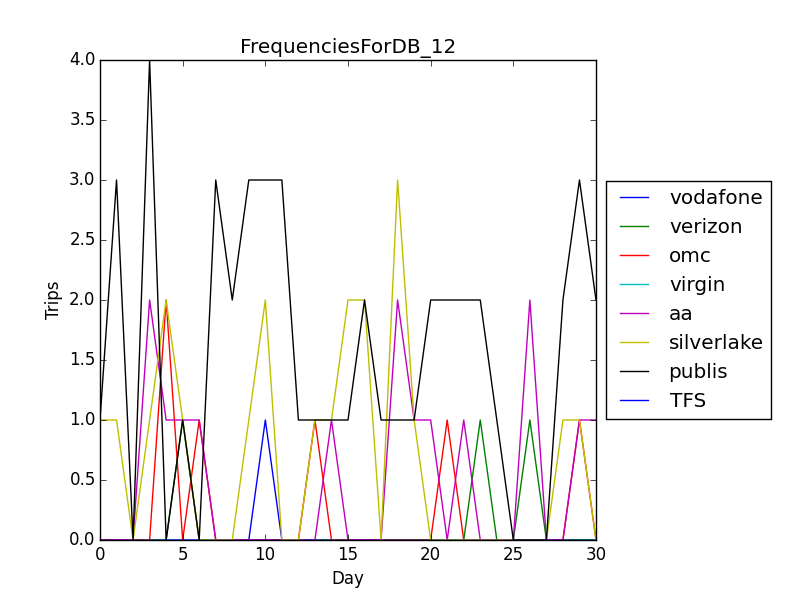 FrequenciesForDB_12
4.0
3.5
3.0
2.5
2.0
1.5
1.0
0.5
0.0
Trips
0 5 10 15 20 25 30
Day
vodafone
verizon
omc
virgin
aa
silverlake
publis
TFS